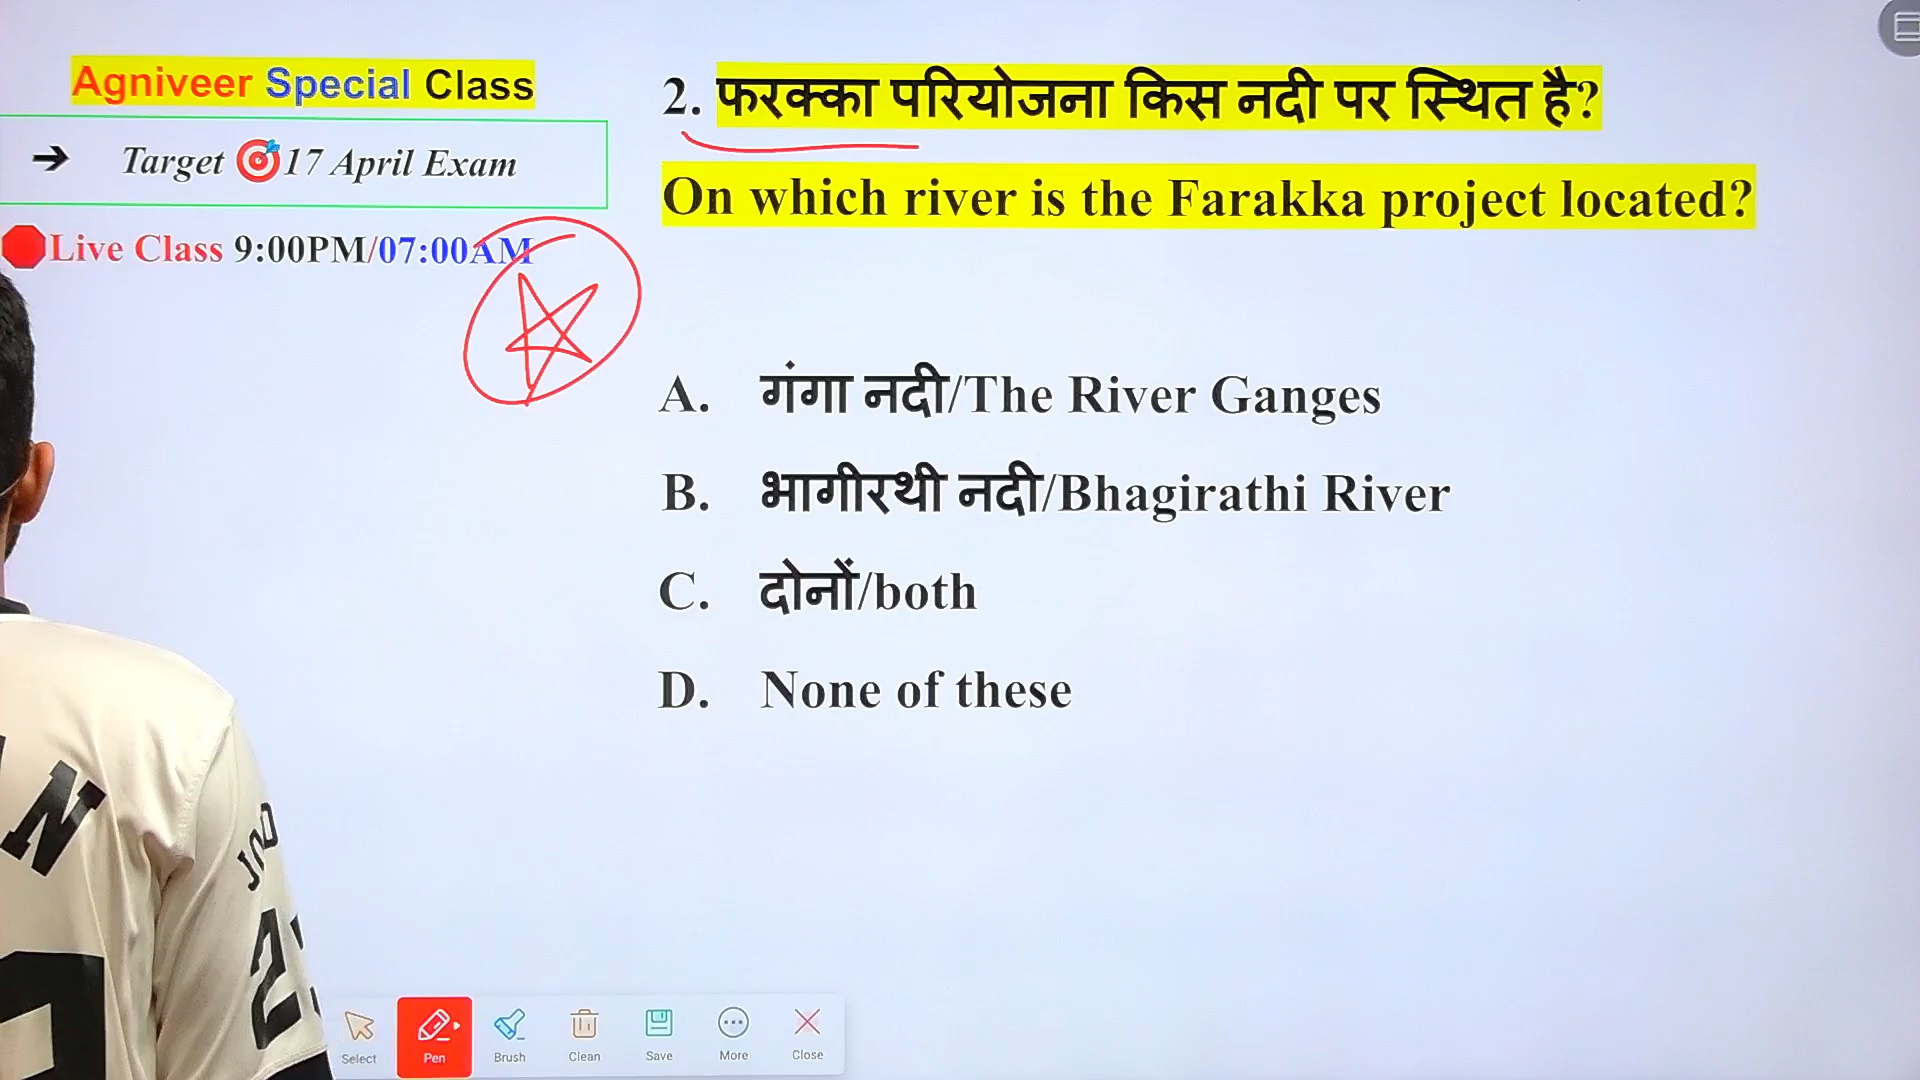 Agniveer Special Class
→ Target 🎯17 April Exam
🛑Live Class 9:00PM/07:00AM
2. फरक्का परियोजना किस नदी पर स्थित है?
On which river is the Farakka project located?
A. गंगा नदी/The River Ganges
B. भागीरथी नदी/Bhagirathi River
C. दोनों/both
D. None of these
N
Select Pen Brush Clean Save More Close